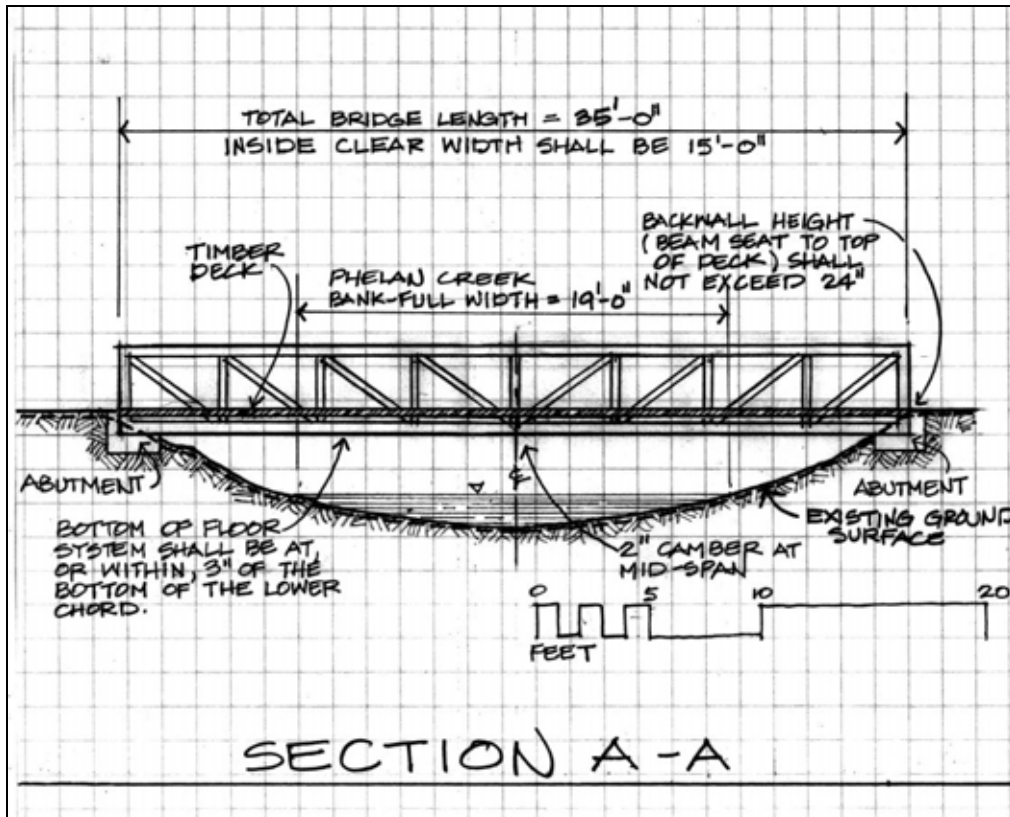 TOTAL BRIDGE LENGTH = 35'-0"
INSIDE CLEAR WIDTH SHALL BE 15'-0"
BACKWALL HEIGHT
(BEAM SEAT TO TOP
OF DECK) SHALL
NOT EXCEED 24"
TIMBER
DECK
PHELAN CREEK
BANK-FULL WIDTH = 19'-0"
ABUTMENT
BOTTOM OF FLOOR
SYSTEM SHALL BE AT,
OR WITHIN, 3" OF THE
BOTTOM OF THE LOWER
CHORD.
℄
2" CAMBER AT
MID-SPAN
ABUTMENT
EXISTING GROUND
SURFACE
0 5 10 20
FEET
SECTION A-A